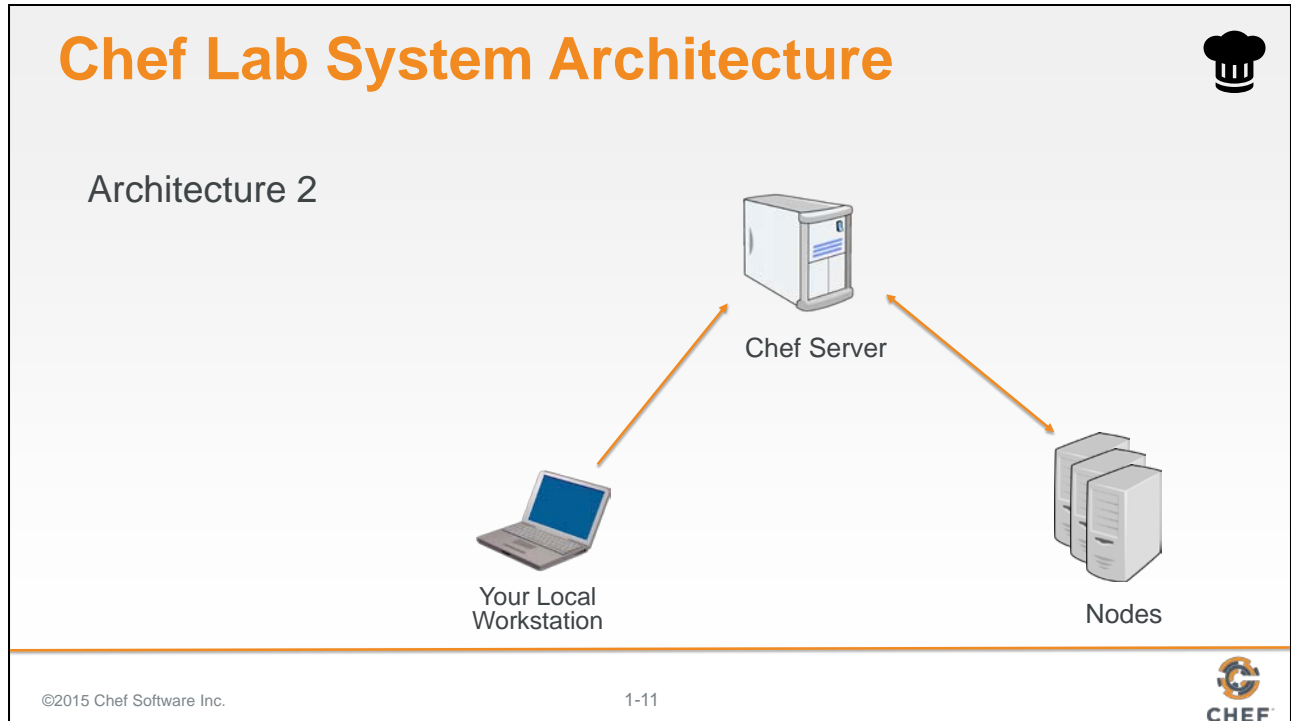 Chef Lab System Architecture
Architecture 2
Chef Server
Your Local
Workstation
Nodes
©2015 Chef Software Inc.
1-11
CHEF